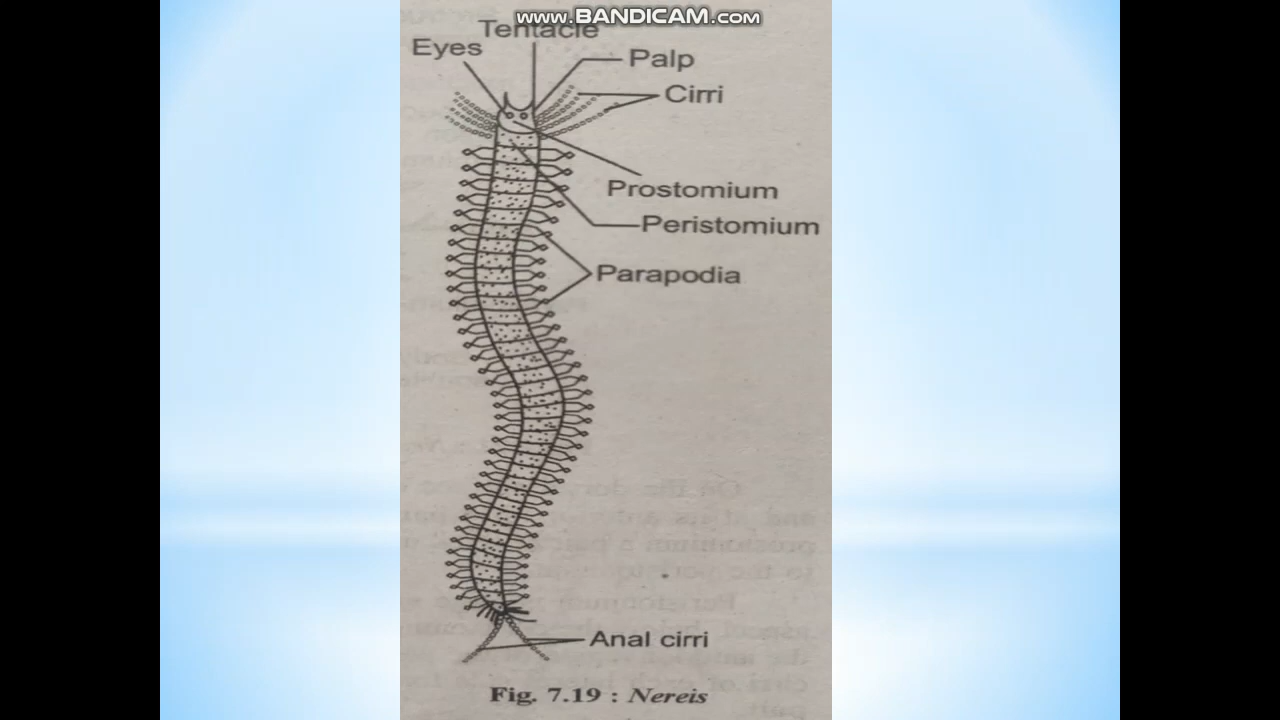 www.BANDICAM.com
Tentacle
Eyes
Palp
Cirri
Prostomium
Peristomium
Parapodia
Anal cirri
Fig. 7.19 : Nereis